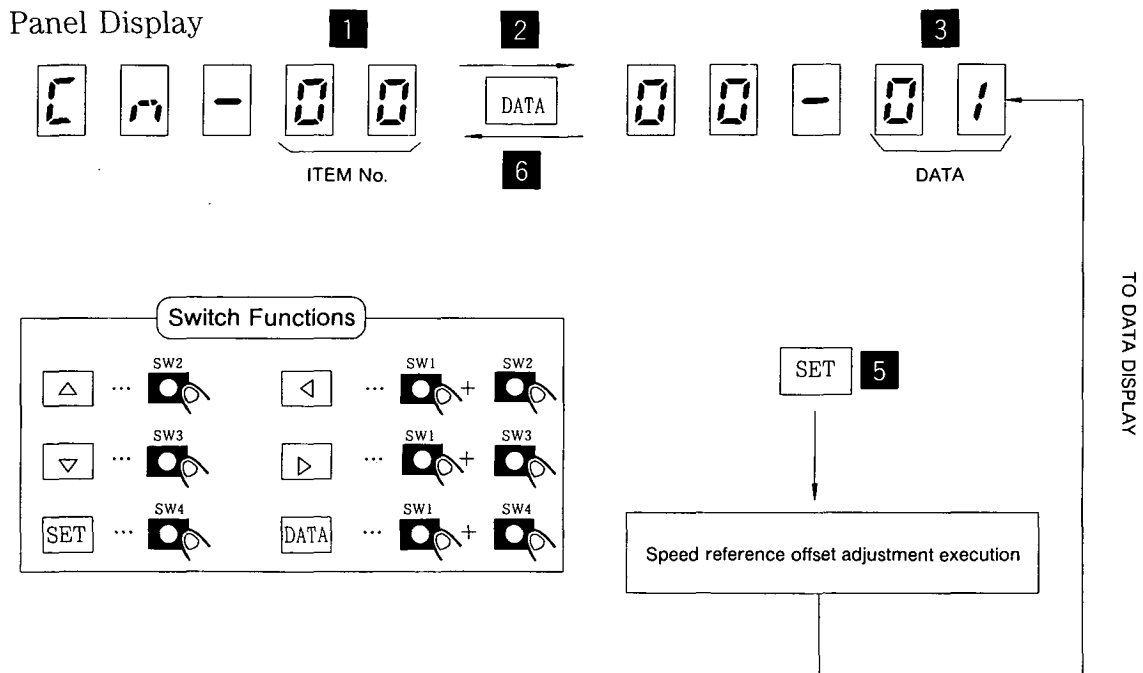 Panel Display
1 2 3
Cn-00 DATA 00-01
ITEM No. 6 DATA
TO DATA DISPLAY
Switch Functions
△ ... SW2 ◁ ... SW1 + SW2
▽ ... SW3 ▷ ... SW1 + SW3
SET ... SW4 DATA ... SW1 + SW4
SET 5
Speed reference offset adjustment execution